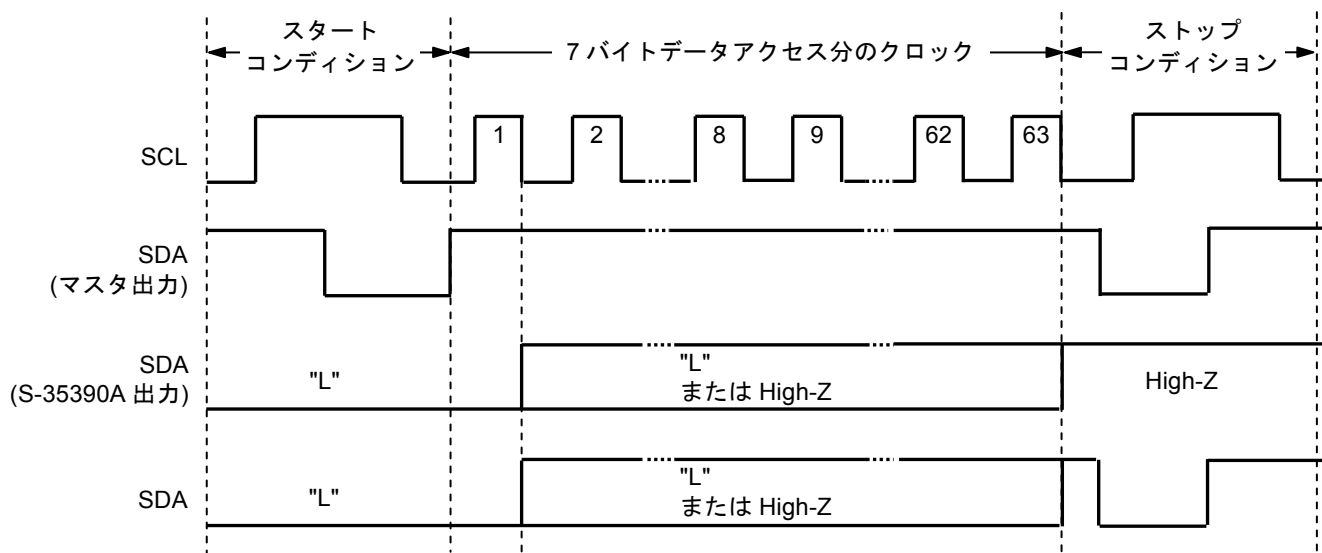 スタート
コンディション
7 バイトデータアクセス分のクロック
ストップ
コンディション
SCL
1
2
8
9
62
63
SDA
(マスタ出力)
SDA
(S-35390A 出力)
"L"
"L"
または High-Z
High-Z
SDA
"L"
"L"
または High-Z